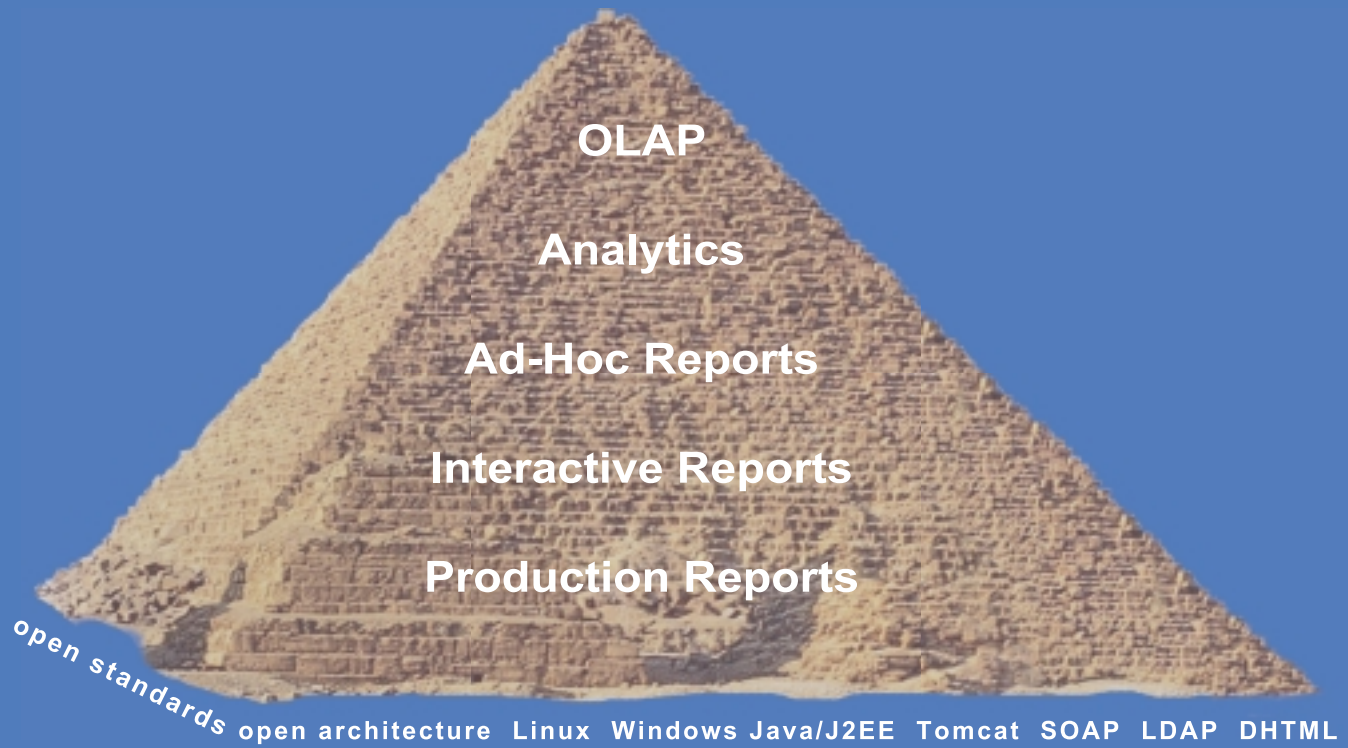 OLAP
Analytics
Ad-Hoc Reports
Interactive Reports
Production Reports
open standards
open architecture Linux Windows Java/J2EE Tomcat SOAP LDAP DHTML